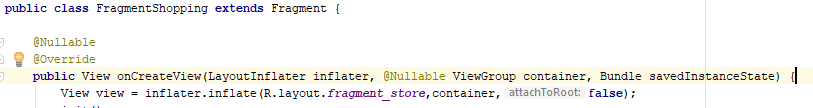 public class FragmentShopping extends Fragment {
@Nullable
@Override
public View onCreateView(LayoutInflater inflater, @Nullable ViewGroup container, Bundle savedInstanceState) {
View view = inflater.inflate(R.layout.fragment_store,container, attachToRoot: false);